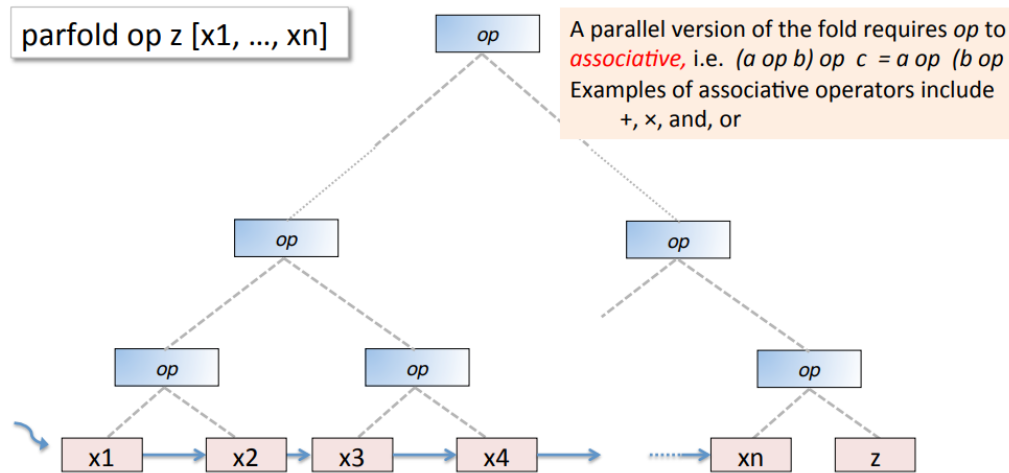 parfold op z [x1, …, xn]
op
A parallel version of the fold requires op to
associative, i.e. (a op b) op c = a op (b op
Examples of associative operators include
+, ×, and, or
op
op
op
op
op
x1
x2
x3
x4
xn
z